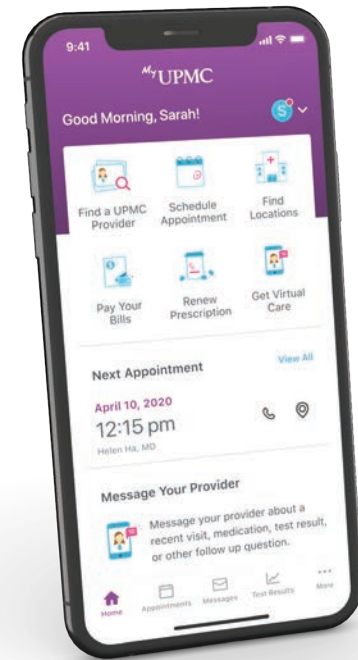 9:41
My UPMC
Good Morning, Sarah!
S
Find a UPMC
Provider
Schedule
Appointment
Find
Locations
Pay Your
Bills
Renew
Prescription
Get Virtual
Care
Next Appointment
View All
April 10, 2020
12:15 pm
Helen Ha, MD
Message Your Provider
Message your provider about a
recent visit, medication, test result,
or other follow up question.
Home
Appointments
Messages
Test Results
More